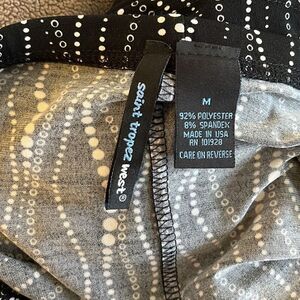 saint tropez west®
M
92% POLYESTER
8% SPANDEX
MADE IN USA
RN 101928
CARE ON REVERSE